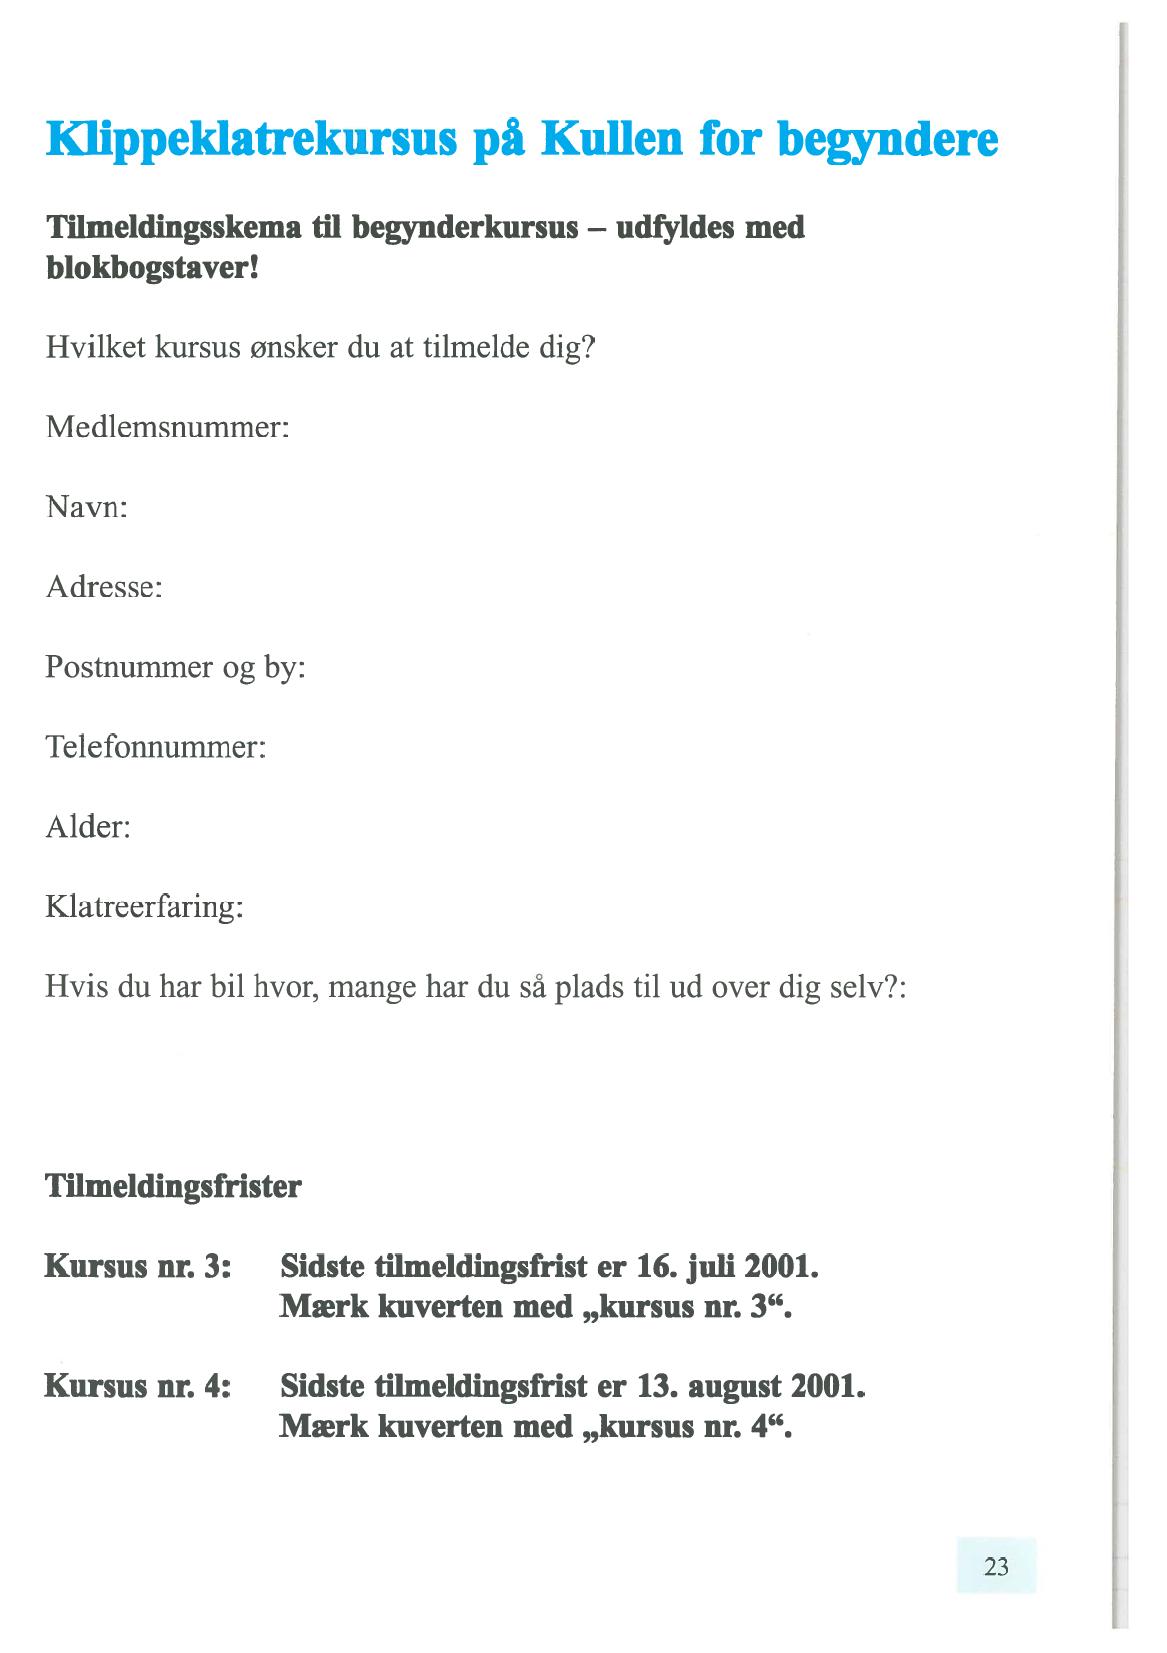 Klippeklatrekursus på Kullen for begyndere
Tilmeldingsskema til begynderkursus – udfyldes med
blokbogstaver!
Hvilket kursus ønsker du at tilmelde dig?
Medlemsnummer:
Navn:
Adresse:
Postnummer og by:
Telefonnummer:
Alder:
Klatreerfaring:
Hvis du har bil hvor, mange har du så plads til ud over dig selv?:
Tilmeldingsfrister
Kursus nr. 3: Sidste tilmeldingsfrist er 16. juli 2001.
Mærk kuverten med „kursus nr. 3“.
Kursus nr. 4: Sidste tilmeldingsfrist er 13. august 2001.
Mærk kuverten med „kursus nr. 4“.
23